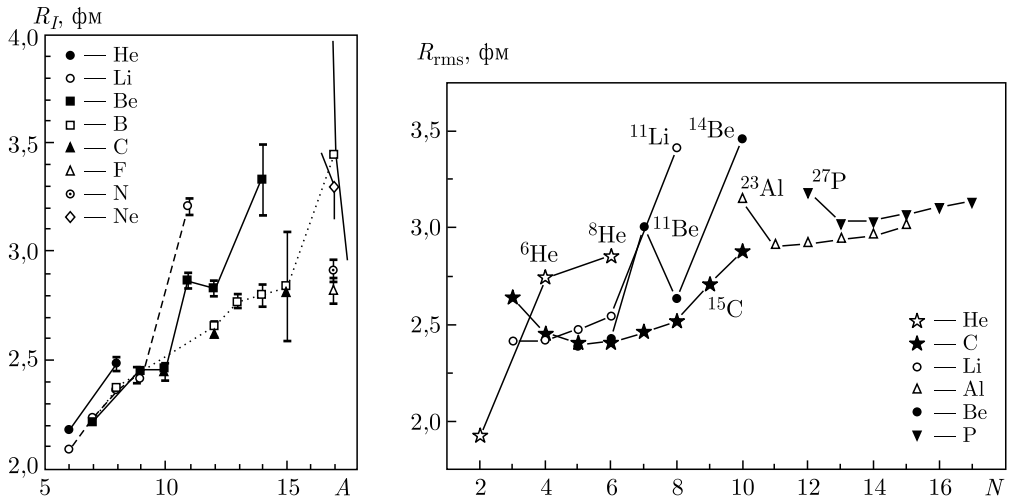 R_I, фм
4,0
3,5
3,0
2,5
2,0
5
10
15
A
He
Li
Be
B
C
F
N
Ne
R_rms, фм
3,5
3,0
2,5
2,0
2
4
6
8
10
12
14
16
N
⁶He
⁸He
¹¹Li
¹¹Be
¹⁴Be
¹⁵C
²³Al
²⁷P
He
C
Li
Al
Be
P